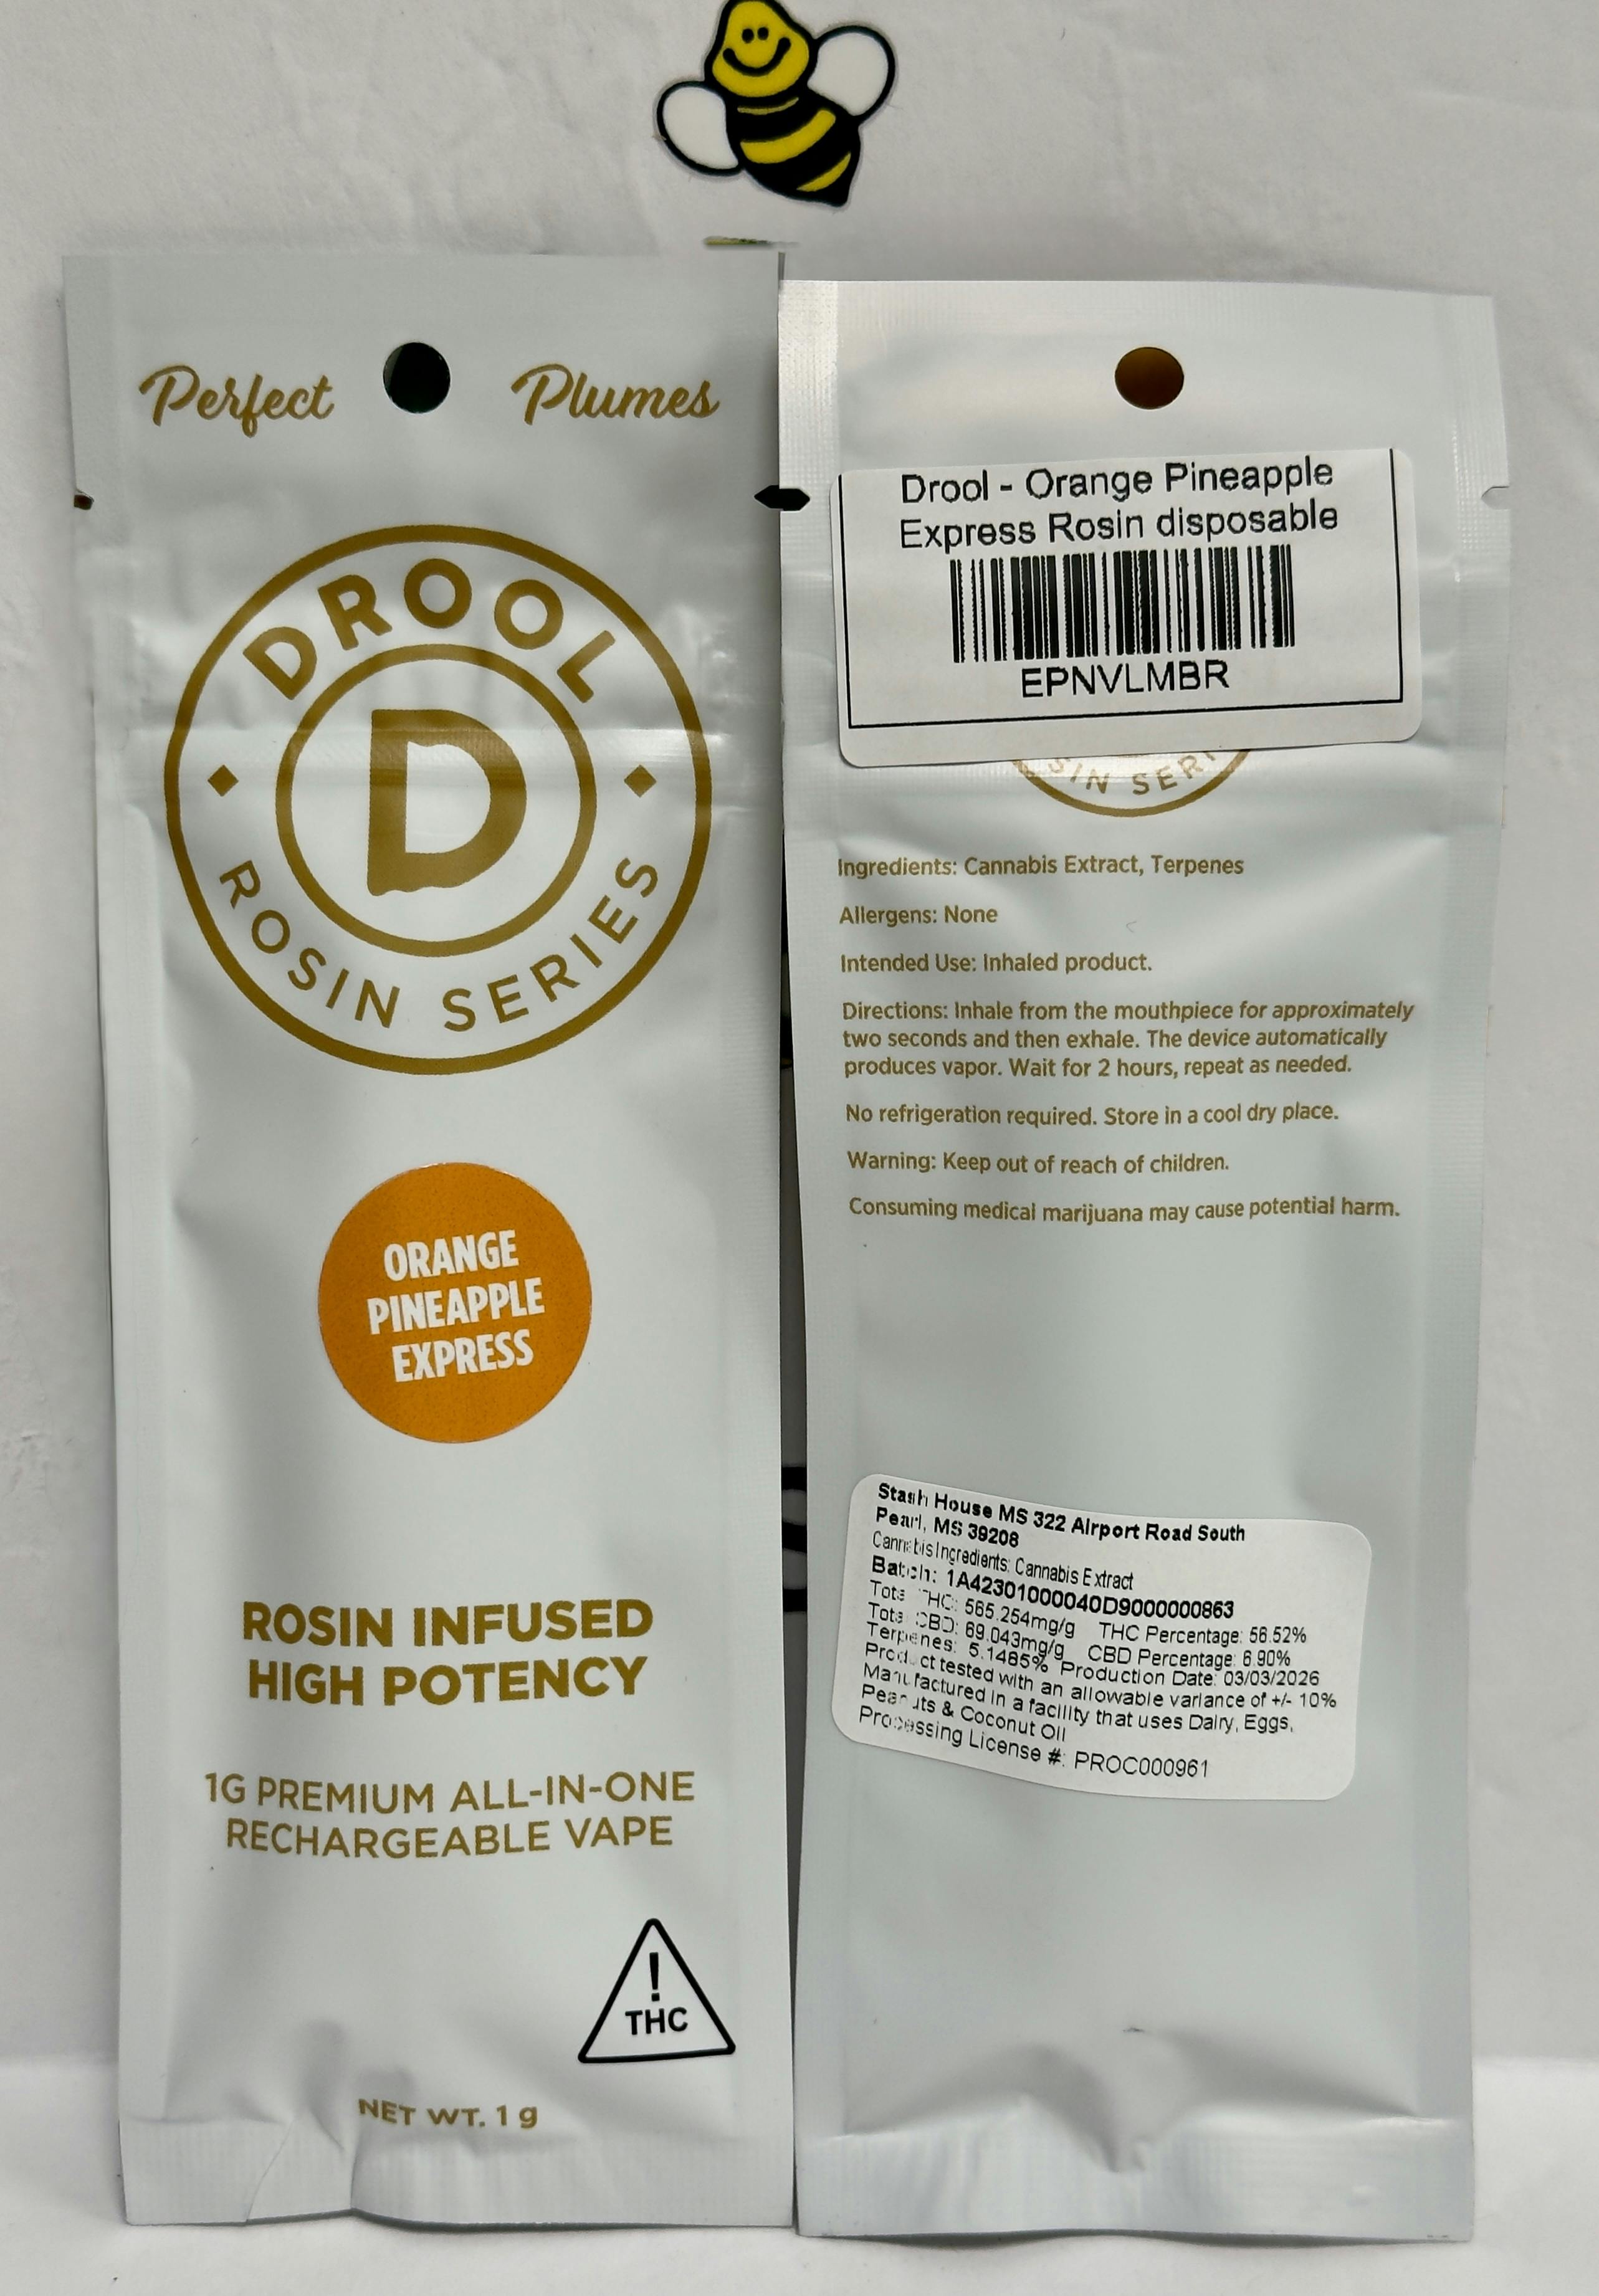 Perfect Plumes
DROOL
D
ROSIN SERIES
ORANGE
PINEAPPLE
EXPRESS
ROSIN INFUSED
HIGH POTENCY
1G PREMIUM ALL-IN-ONE
RECHARGEABLE VAPE
!
THC
NET WT. 1 g
Drool - Orange Pineapple
Express Rosin disposable
EPNVLMBR
SIN SERI
Ingredients: Cannabis Extract, Terpenes
Allergens: None
Intended Use: Inhaled product.
Directions: Inhale from the mouthpiece for approximately
two seconds and then exhale. The device automatically
produces vapor. Wait for 2 hours, repeat as needed.
No refrigeration required. Store in a cool dry place.
Warning: Keep out of reach of children.
Consuming medical marijuana may cause potential harm.
Stash House MS 322 Airport Road South
Pearl, MS 39208
Cannabis Ingredients: Cannabis Extract
Batch: 1A42301000040D9000000863
Total THC: 565.254mg/g THC Percentage: 56.52%
Total CBD: 69.043mg/g CBD Percentage: 6.90%
Terpenes: 5.1485% Production Date: 03/03/2026
Product tested with an allowable variance of +/- 10%
Manufactured in a facility that uses Dairy, Eggs,
Peanuts & Coconut Oil
Processing License #: PROC000961